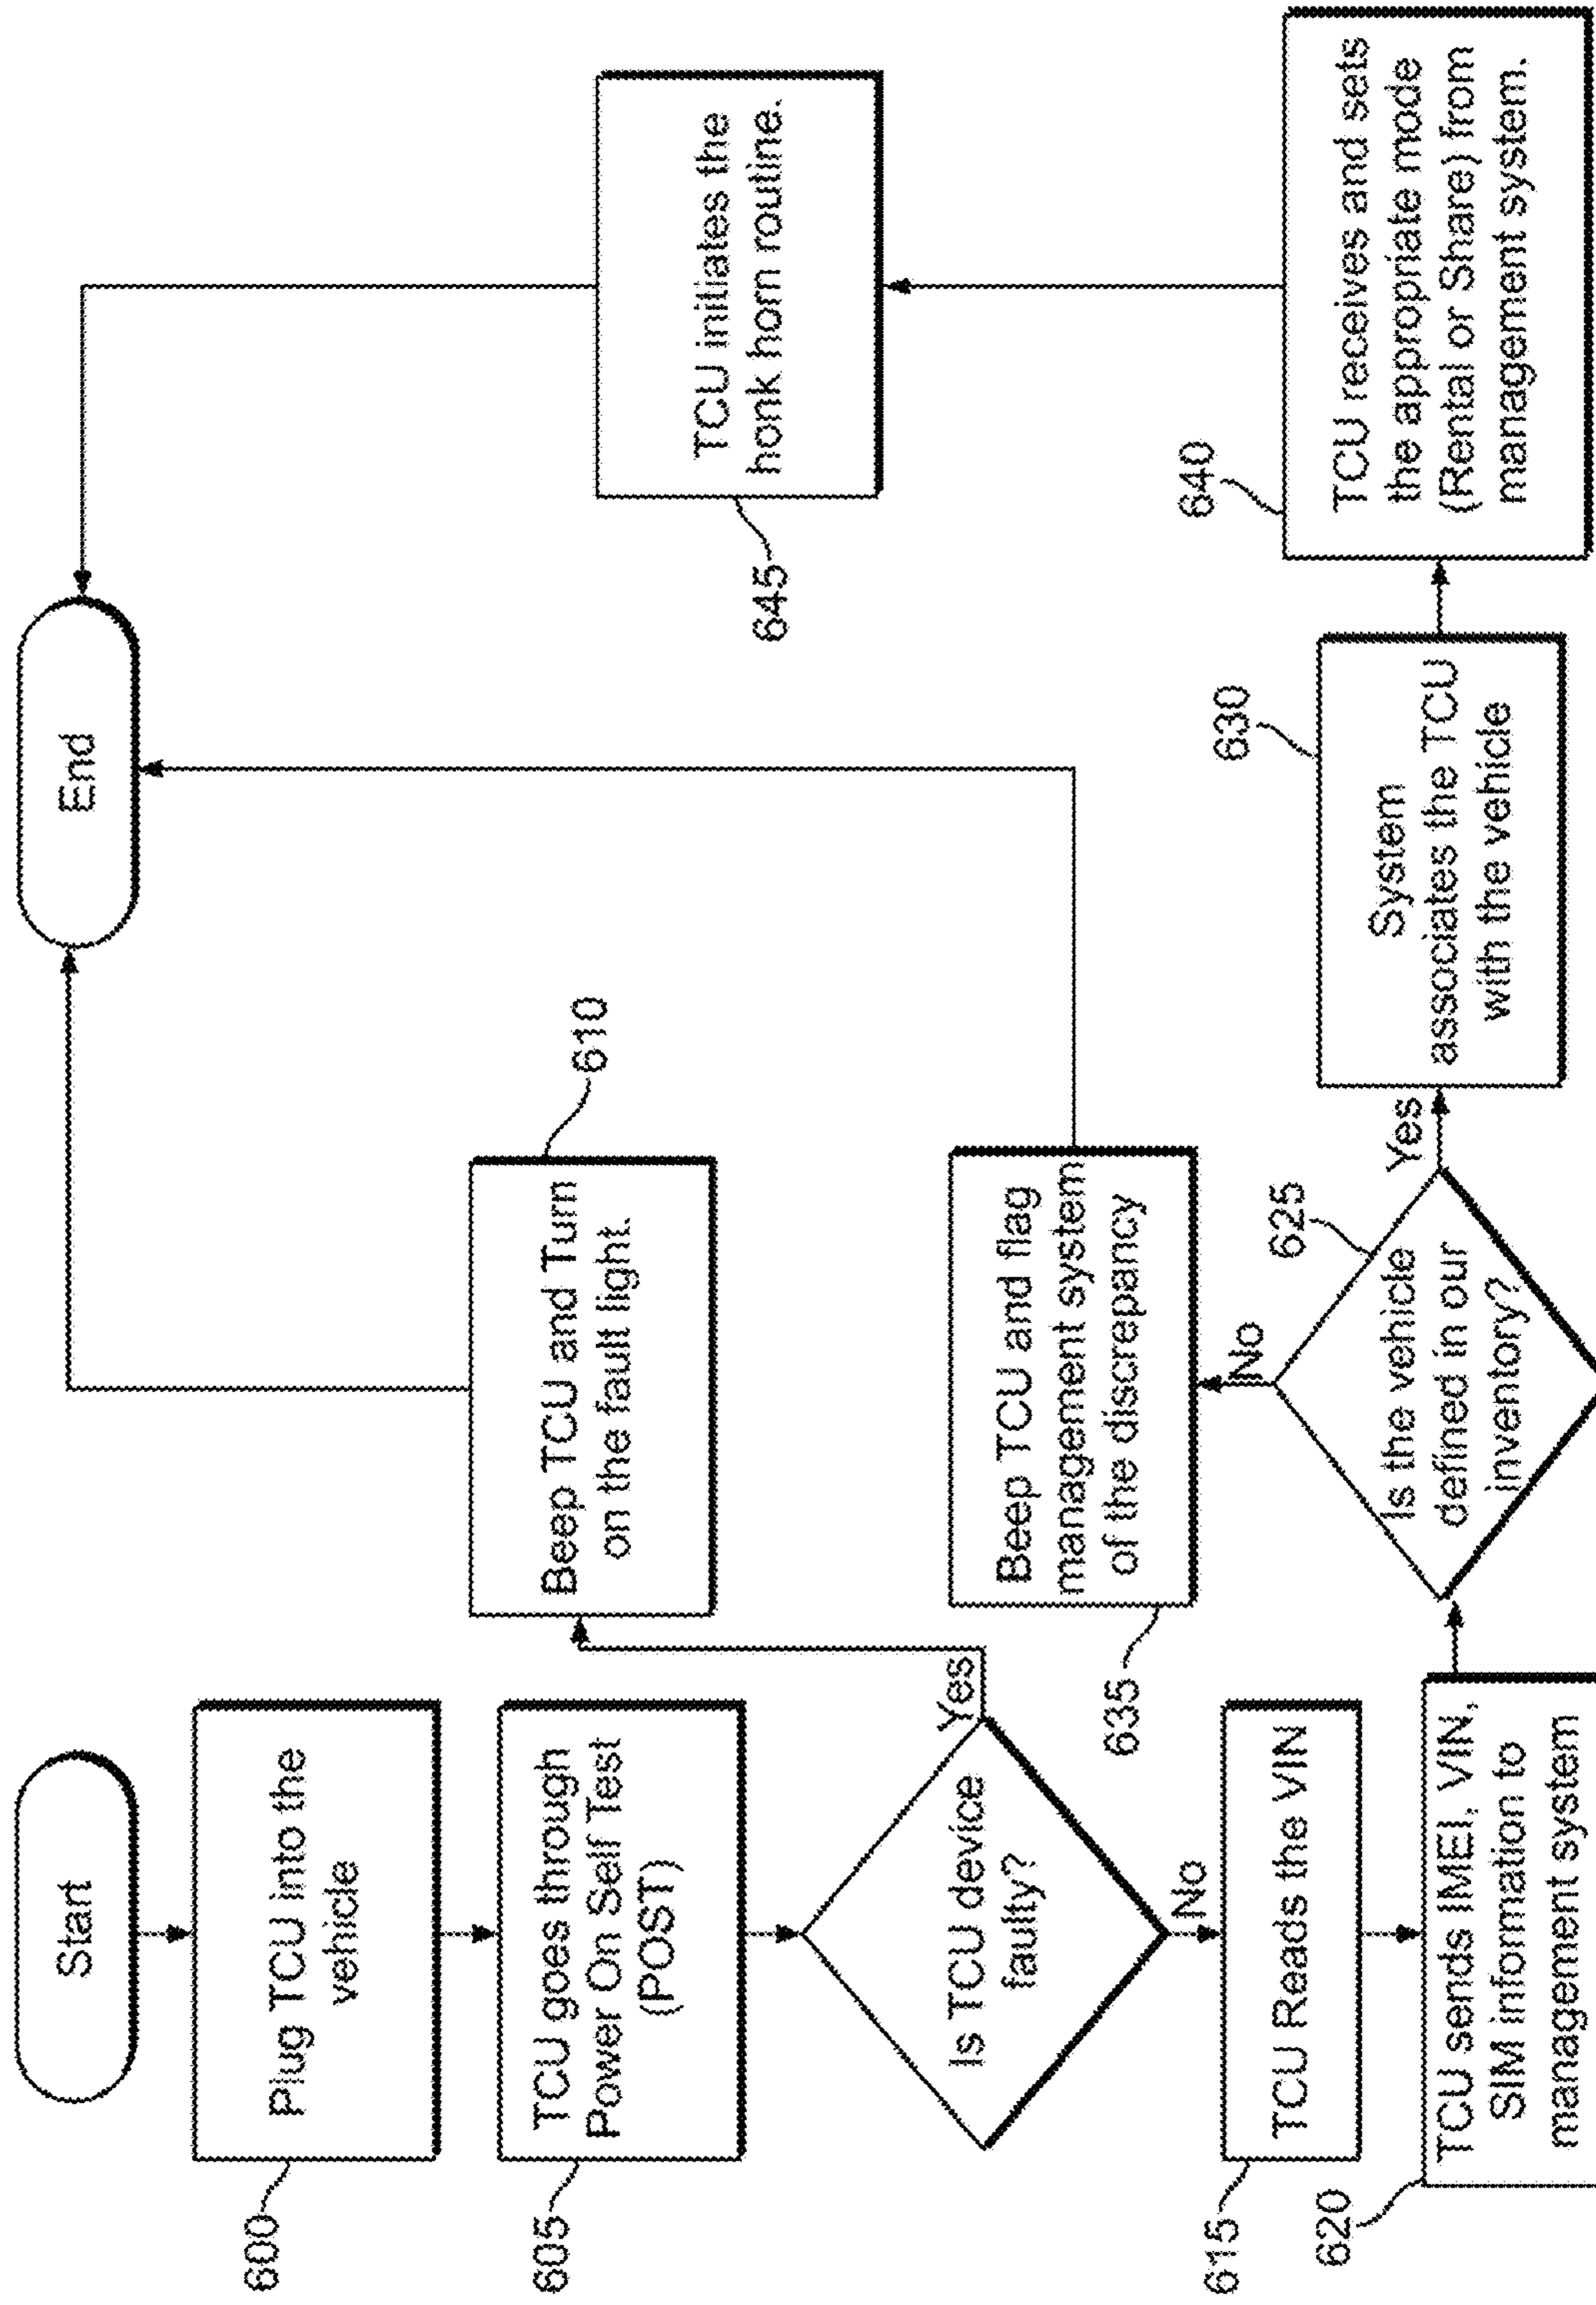 Start
600
Plug TCU into the
vehicle
605
TCU goes through
Power On Self Test
(POST)
Is TCU device
faulty?
Yes
No
Beep TCU and Turn
on the fault light.
610
615
TCU Reads the VIN
620
TCU sends IMEI, VIN,
SIM information to
management system
625
Is the vehicle
defined in our
inventory?
No
Yes
635
Beep TCU and flag
management system
of the discrepancy
630
System
associates the TCU
with the vehicle
640
TCU receives and sets
the appropriate mode
(Rental or Share) from
management system.
645
TCU initiates the
honk horn routine.
End